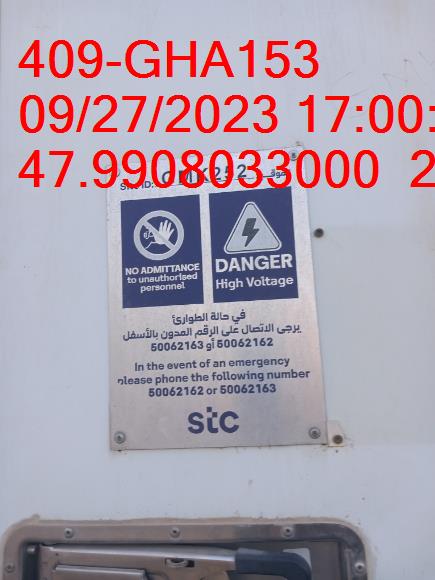 409-GHA153
09/27/2023 17:00:
47.9908033000 2
SITE ID:
NO ADMITTANCE
to unauthorised
personnel
DANGER
High Voltage
في حالة الطوارئ
يرجى الاتصال على الرقم المدون بالأسفل
50062162 أو 50062163
In the event of an emergency
please phone the following number
50062162 or 50062163
stc